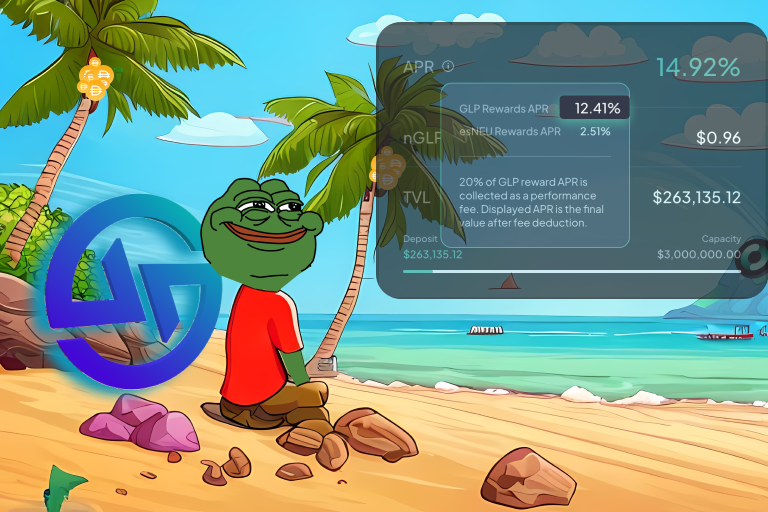 APR 14.92%
GLP Rewards APR 12.41%
esNEU Rewards APR 2.51%
nGLP $0.96
20% of GLP reward APR is
collected as a performance
fee. Displayed APR is the final
value after fee deduction.
TVL $263,135.12
Deposit Capacity
$263,135.12 $3,000,000.00